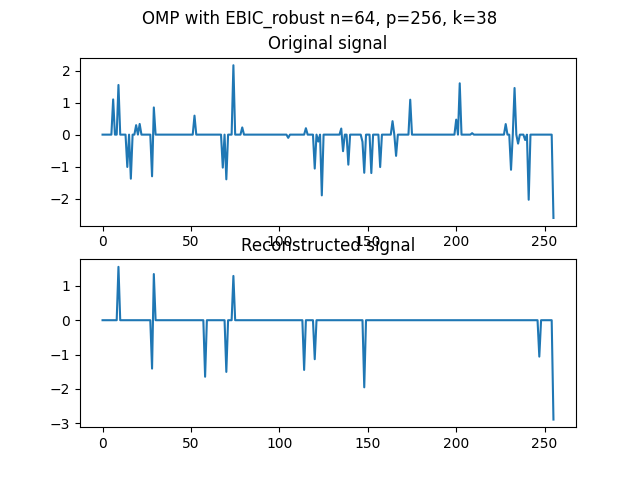 OMP with EBIC_robust n=64, p=256, k=38
Original signal
2
1
0
−1
−2
0 50 100 150 200 250
Reconstructed signal
1
0
−1
−2
−3
0 50 100 150 200 250